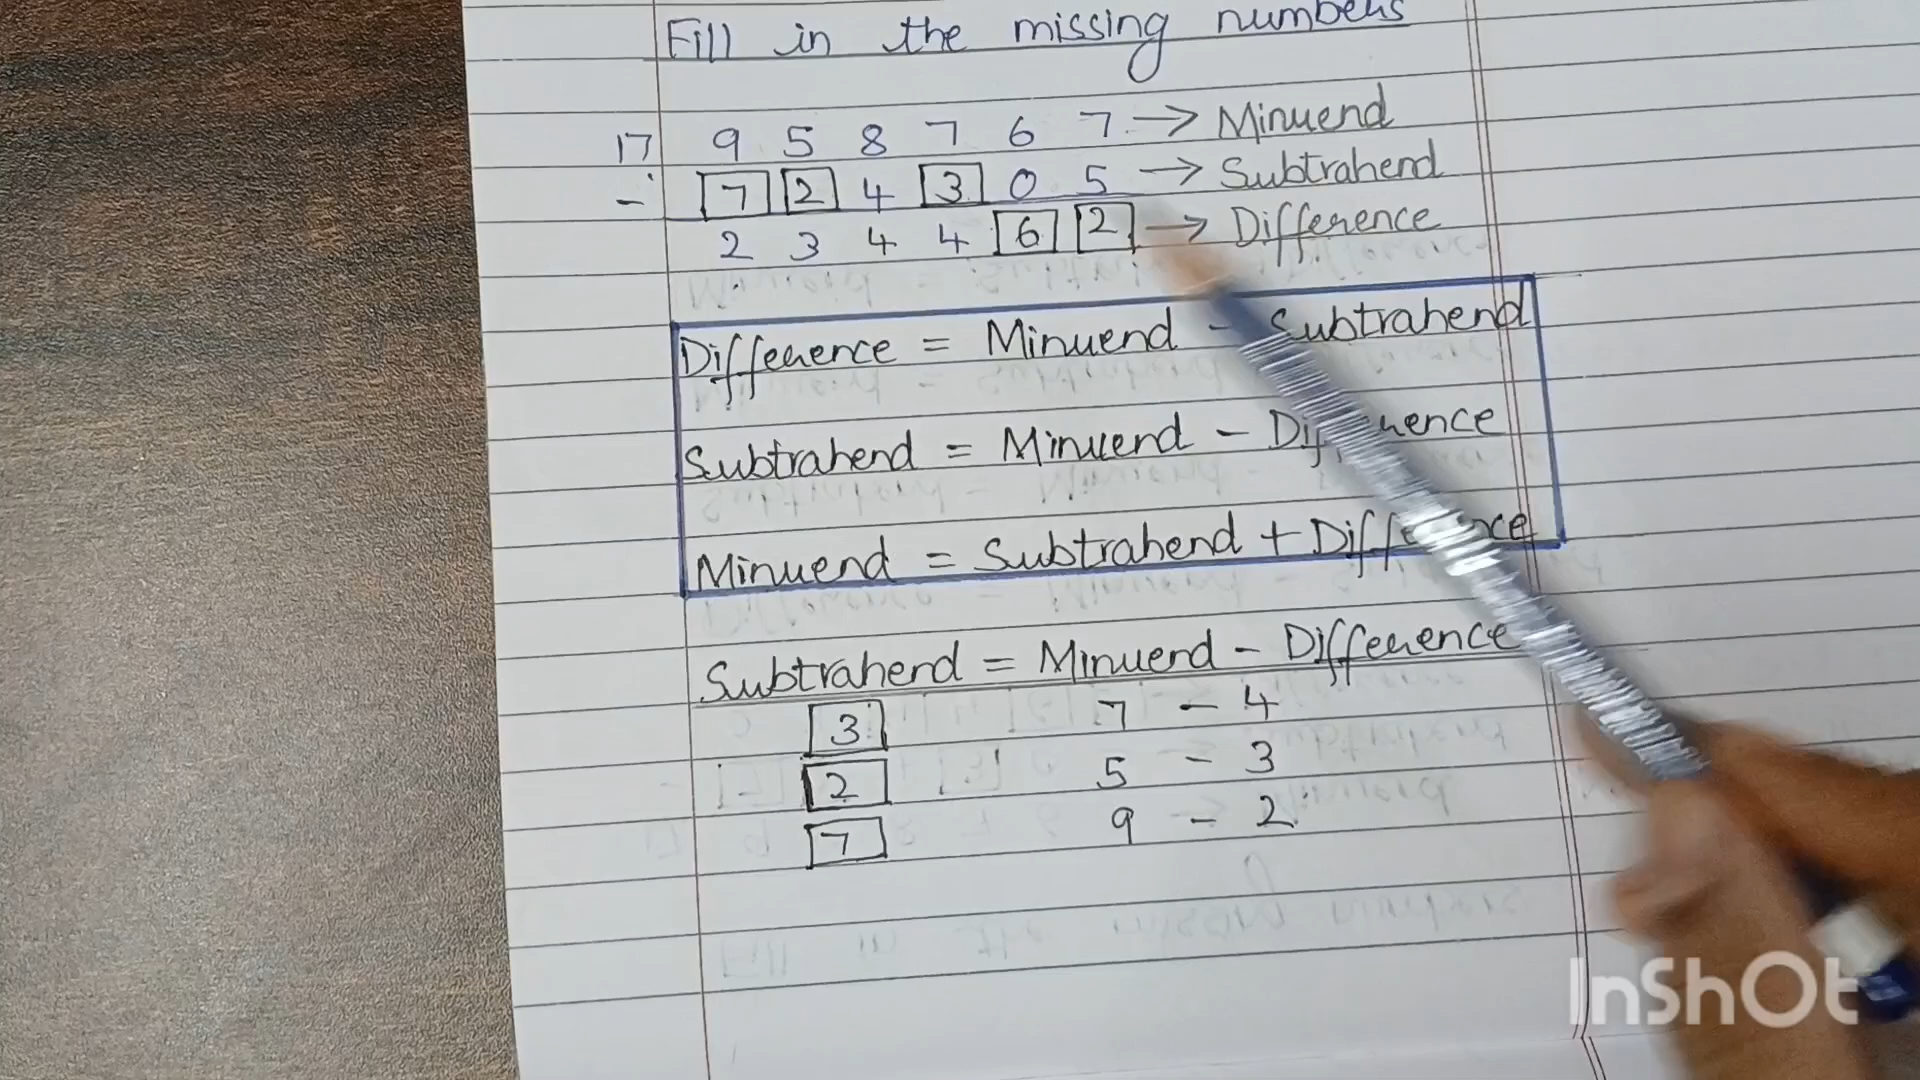 Fill in the missing numbers
17 9 5 8 7 6 7 → Minuend
- 7 2 4 3 0 5 → Subtrahend
2 3 4 4 6 2 → Difference
Difference = Minuend - Subtrahend
Subtrahend = Minuend - Difference
Minuend = Subtrahend + Difference
Subtrahend = Minuend - Difference
3 7 - 4
2 5 - 3
7 9 - 2
InShOt